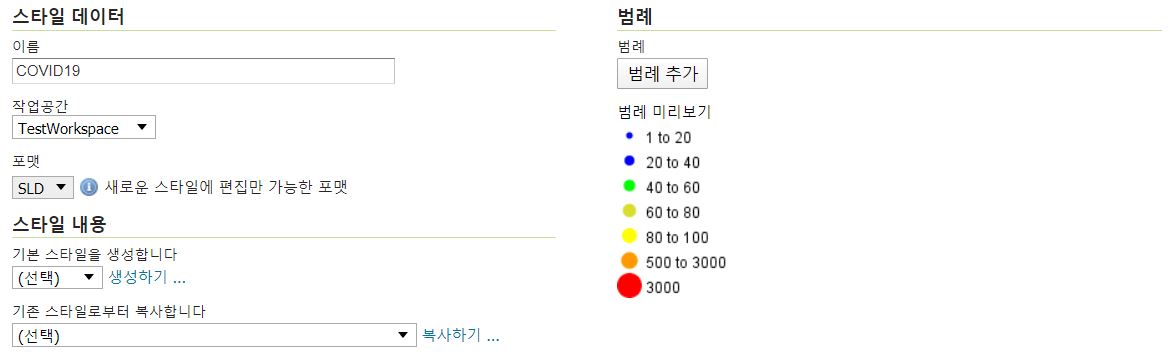 스타일 데이터
이름
COVID19
작업공간
TestWorkspace
포맷
SLD 새로운 스타일에 편집만 가능한 포맷
스타일 내용
기본 스타일을 생성합니다
(선택) 생성하기 ...
기존 스타일로부터 복사합니다
(선택) 복사하기 ...
범례
범례
범례 추가
범례 미리보기
1 to 20
20 to 40
40 to 60
60 to 80
80 to 100
500 to 3000
3000